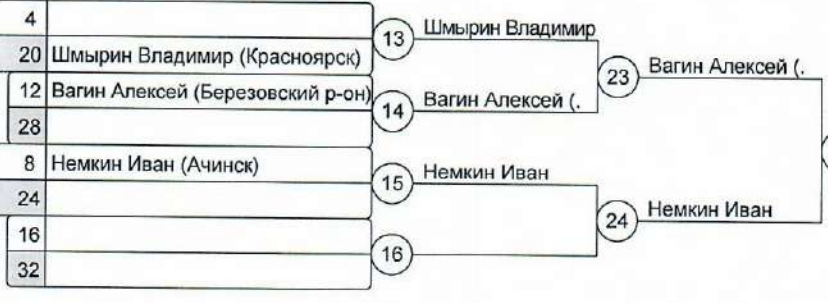 4
13
Шмырин Владимир
20 Шмырин Владимир (Красноярск)
23
Вагин Алексей (.
12 Вагин Алексей (Березовский р-он)
14
Вагин Алексей (.
28
8 Немкин Иван (Ачинск)
15
Немкин Иван
24
24
Немкин Иван
16
16
32